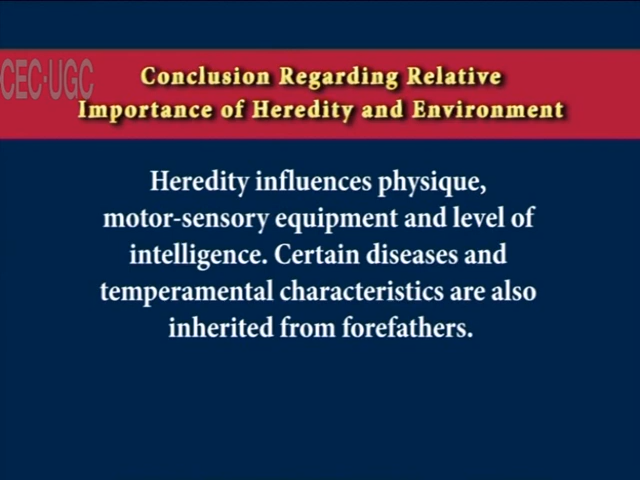 CEC-UGC
Conclusion Regarding Relative
Importance of Heredity and Environment
Heredity influences physique,
motor-sensory equipment and level of
intelligence. Certain diseases and
temperamental characteristics are also
inherited from forefathers.